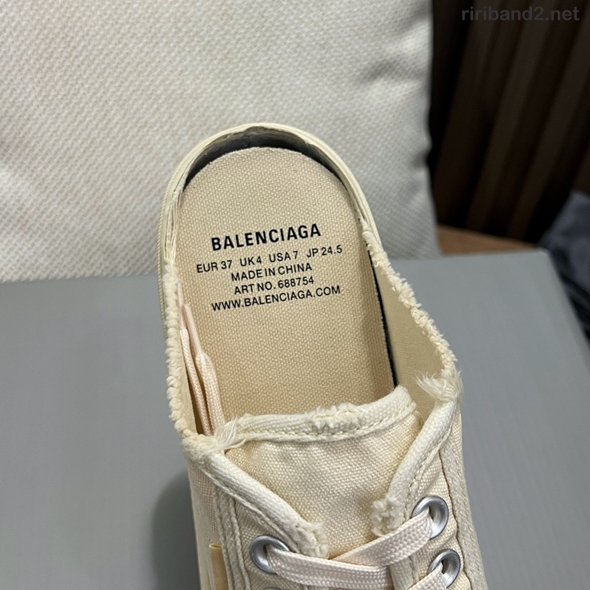 ririband2.net
BALENCIAGA
EUR 37 UK 4 USA 7 JP 24.5
MADE IN CHINA
ART NO. 688754
WWW.BALENCIAGA.COM